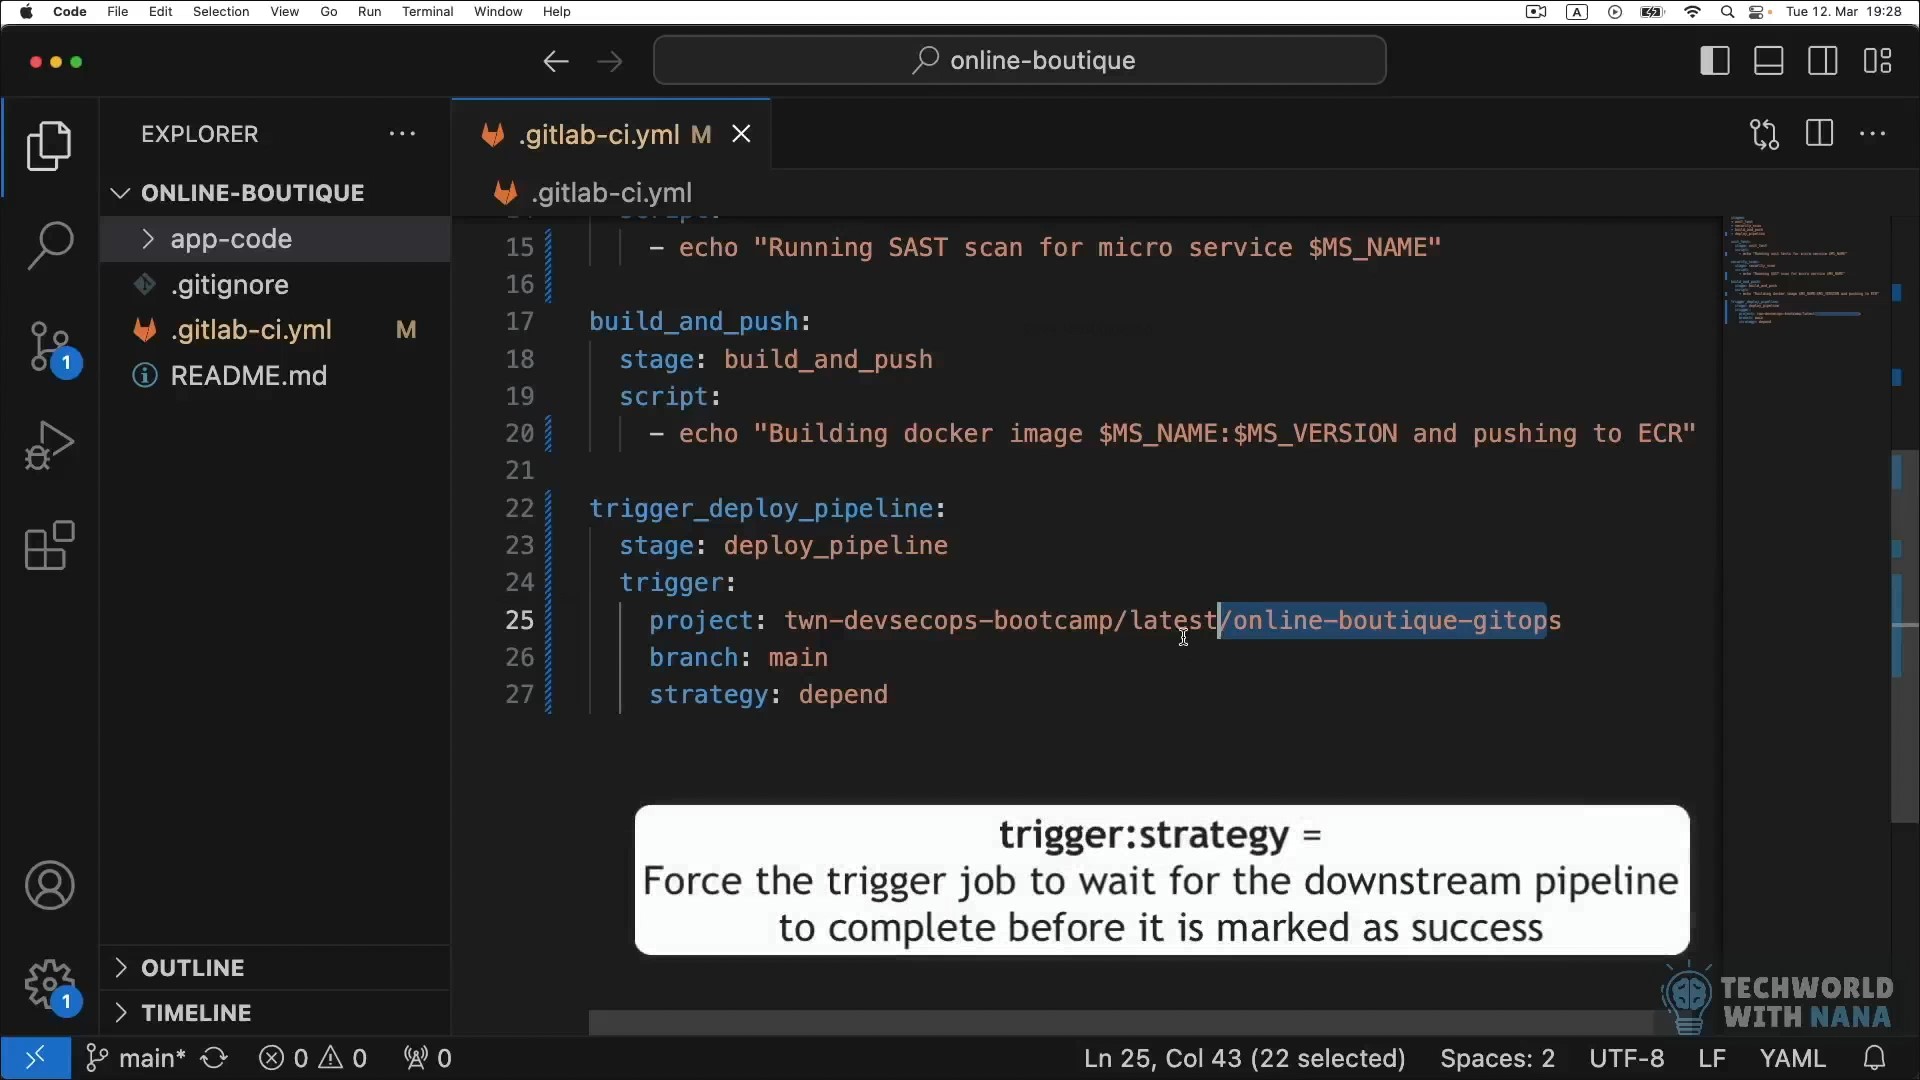 Code File Edit Selection View Go Run Terminal Window Help
A
Tue 12. Mar 19:28
online-boutique
EXPLORER
.gitlab-ci.yml M
ONLINE-BOUTIQUE
.gitlab-ci.yml
app-code
.gitignore
.gitlab-ci.yml M
README.md
1
15 - echo "Running SAST scan for micro service $MS_NAME"
16
17 build_and_push:
18 stage: build_and_push
19 script:
20 - echo "Building docker image $MS_NAME:$MS_VERSION and pushing to ECR"
21
22 trigger_deploy_pipeline:
23 stage: deploy_pipeline
24 trigger:
25 project: twn-devsecops-bootcamp/latest/online-boutique-gitops
26 branch: main
27 strategy: depend
trigger:strategy =
Force the trigger job to wait for the downstream pipeline
to complete before it is marked as success
OUTLINE
1
TIMELINE
TECHWORLD
WITH NANA
main* 0 0 0
Ln 25, Col 43 (22 selected) Spaces: 2 UTF-8 LF YAML